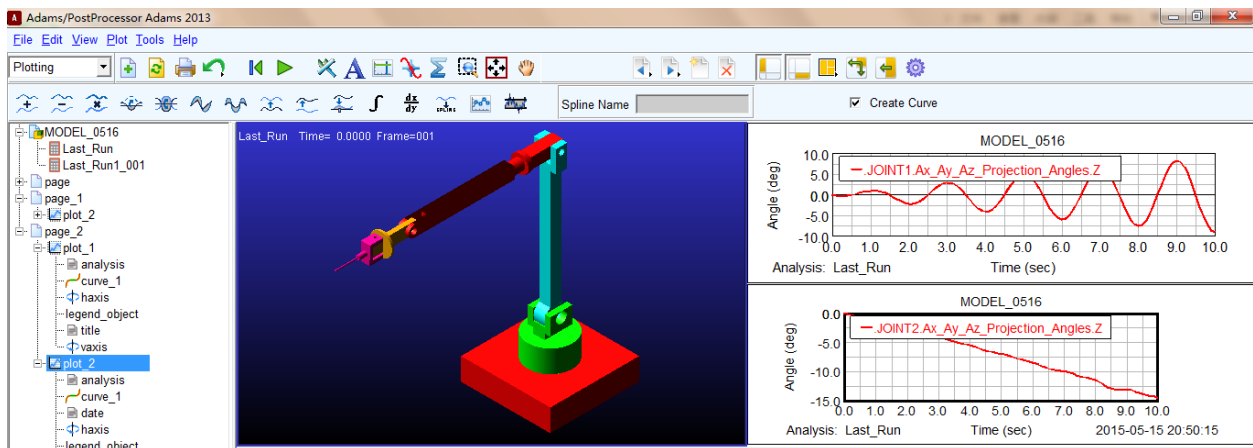 Adams/PostProcessor Adams 2013
File Edit View Plot Tools Help
Plotting
Spline Name
Create Curve
MODEL_0516
Last_Run
Last_Run1_001
page
page_1
plot_2
page_2
plot_1
analysis
curve_1
haxis
legend_object
title
vaxis
plot_2
analysis
curve_1
date
haxis
legend_object
Last_Run Time= 0.0000 Frame=001
MODEL_0516
.JOINT1.Ax_Ay_Az_Projection_Angles.Z
Angle (deg)
10.0
5.0
0.0
-5.0
-10.0
0.0 1.0 2.0 3.0 4.0 5.0 6.0 7.0 8.0 9.0 10.0
Analysis: Last_Run Time (sec)
MODEL_0516
.JOINT2.Ax_Ay_Az_Projection_Angles.Z
Angle (deg)
0.0
-5.0
-10.0
-15.0
0.0 1.0 2.0 3.0 4.0 5.0 6.0 7.0 8.0 9.0 10.0
Analysis: Last_Run Time (sec) 2015-05-15 20:50:15